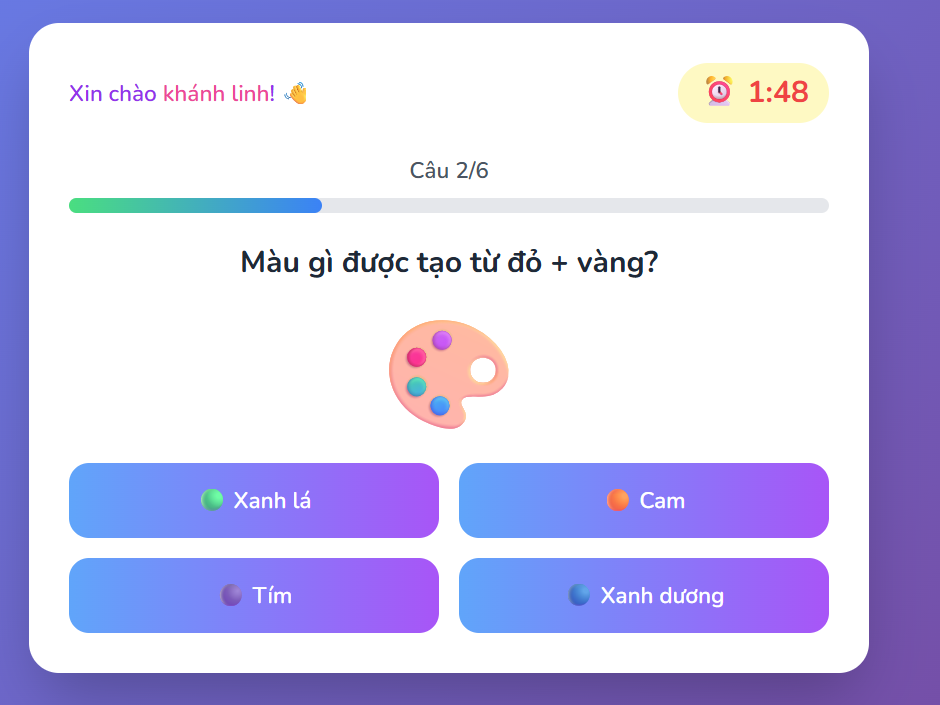 Xin chào khánh linh! 👋
⏰ 1:48
Câu 2/6
Màu gì được tạo từ đỏ + vàng?
Xanh lá
Cam
Tím
Xanh dương